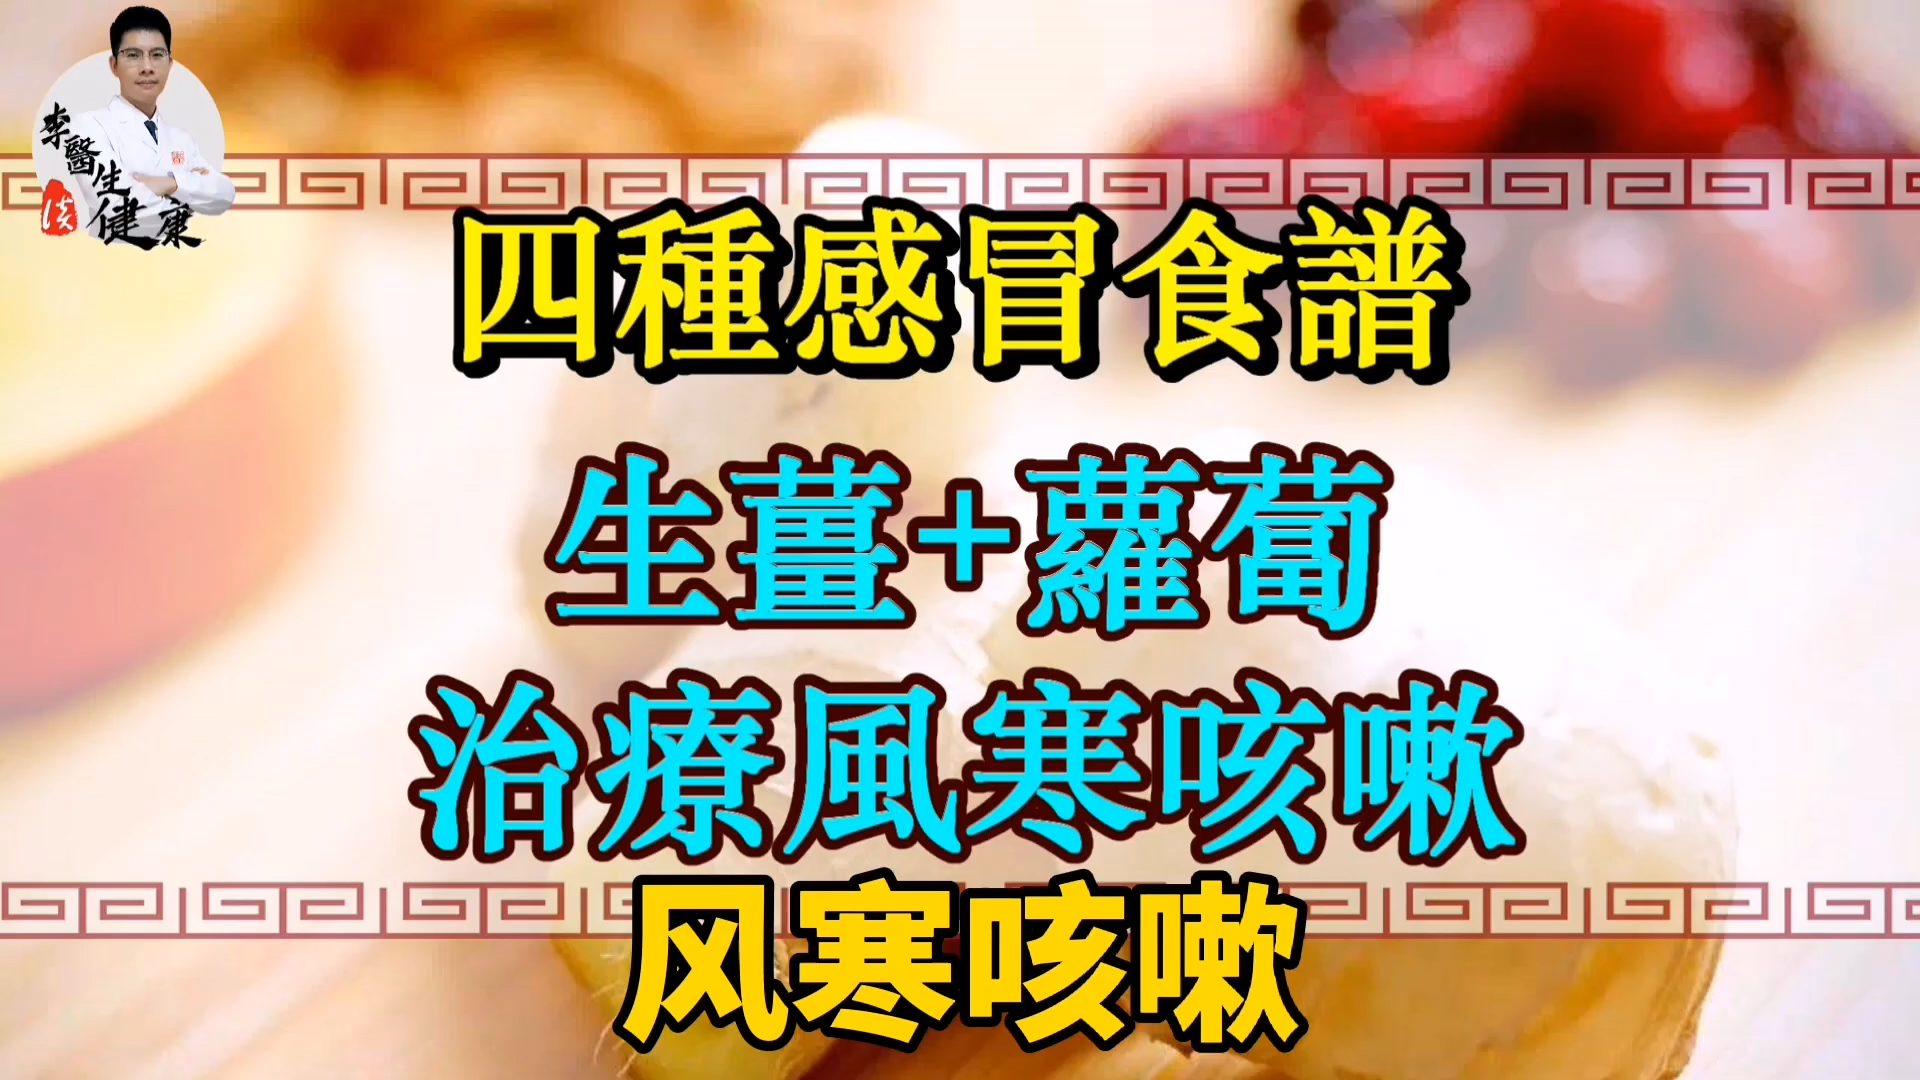 李醫生
谈健康
四種感冒食譜
生薑+蘿蔔
治療風寒咳嗽
风寒咳嗽